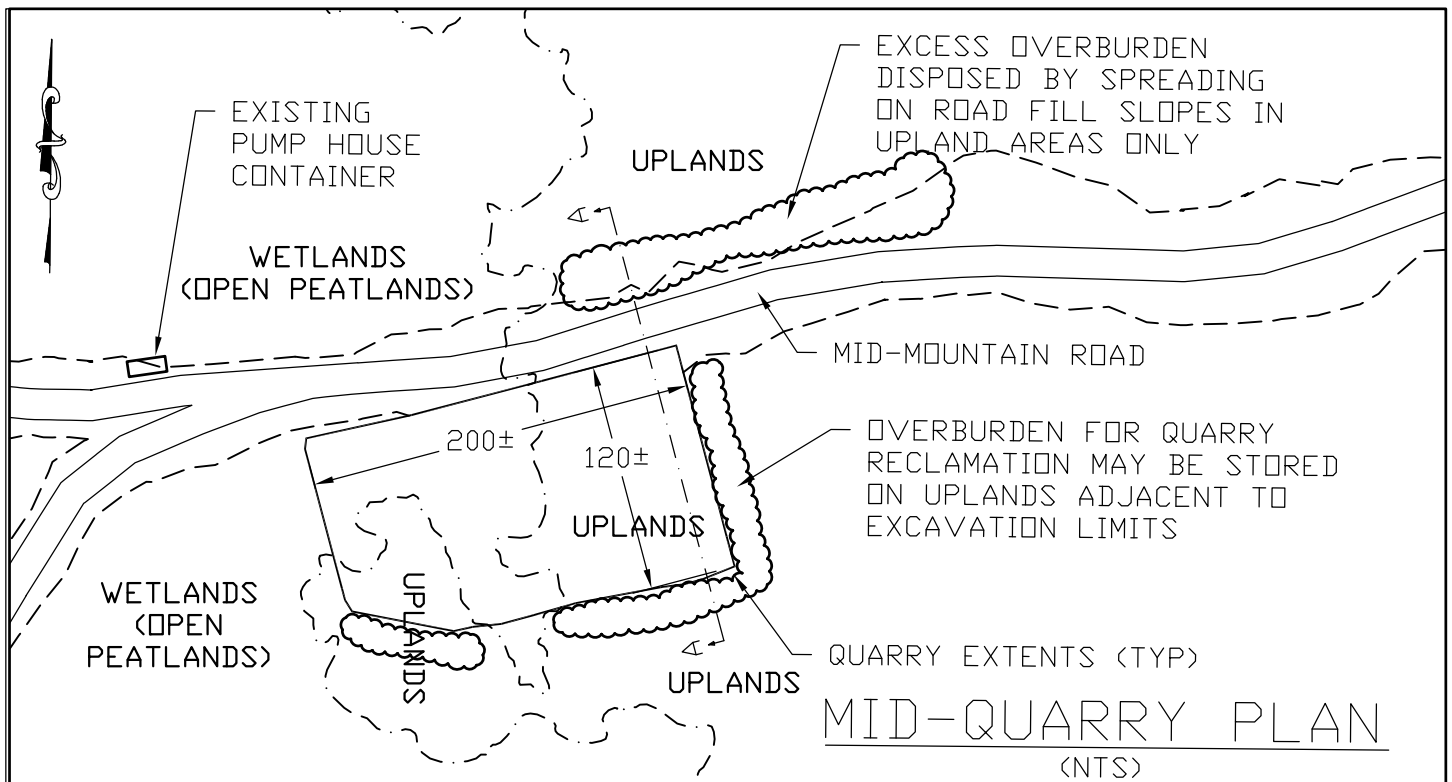 EXCESS OVERBURDEN
DISPOSED BY SPREADING
ON ROAD FILL SLOPES IN
UPLAND AREAS ONLY
EXISTING
PUMP HOUSE
CONTAINER
UPLANDS
A
WETLANDS
(OPEN PEATLANDS)
MID-MOUNTAIN ROAD
200±
120±
OVERBURDEN FOR QUARRY
RECLAMATION MAY BE STORED
ON UPLANDS ADJACENT TO
EXCAVATION LIMITS
UPLANDS
UPLANDS
WETLANDS
(OPEN
PEATLANDS)
A
QUARRY EXTENTS (TYP)
UPLANDS
MID-QUARRY PLAN
(NTS)